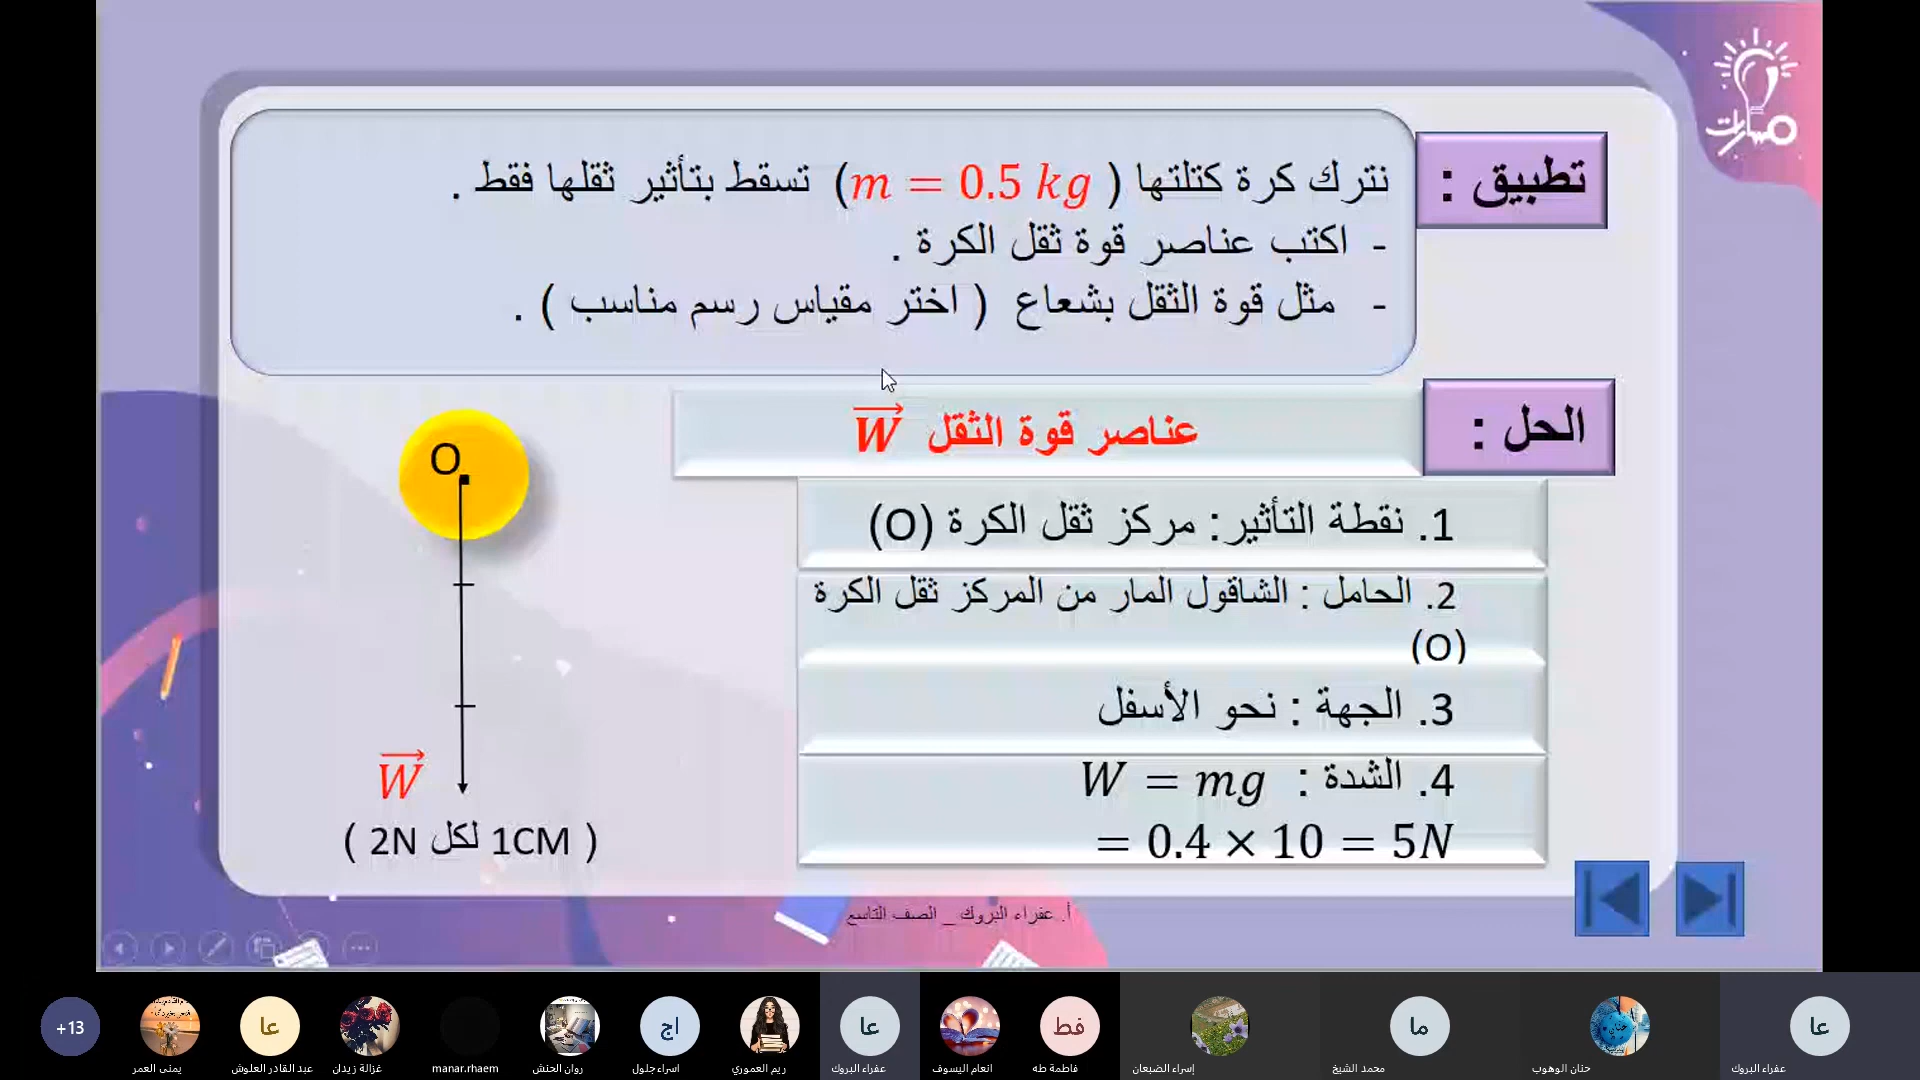 مسارات
تطبيق :
نترك كرة كتلتها ( m = 0.5 kg) تسقط بتأثير ثقلها فقط .
- اكتب عناصر قوة ثقل الكرة .
- مثل قوة الثقل بشعاع ( اختر مقياس رسم مناسب ) .
الحل :
عناصر قوة الثقل W⃗
1. نقطة التأثير: مركز ثقل الكرة (O)
2. الحامل : الشاقول المار من المركز ثقل الكرة
(O)
3. الجهة : نحو الأسفل
4. الشدة : W = mg
= 0.4 × 10 = 5N
O
W⃗
( 1CM لكل 2N )
أ. عفراء البروك _ الصف التاسع
+13
عا
اج
عا
فط
ما
عا
يمنى العمر
عبد القادر العلوش
غزالة زيدان
manar.rhaem
روان الحنش
اسراء جلول
ريم العموري
عفراء البروك
انعام اليسوف
فاطمة طه
إسراء الضبعان
محمد الشيخ
حنان الوهوب
عفراء البروك